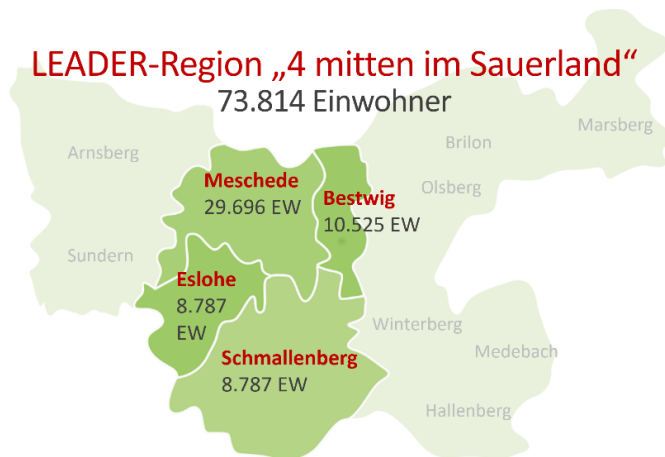 LEADER-Region „4 mitten im Sauerland“
73.814 Einwohner
Marsberg
Brilon
Arnsberg
Meschede
29.696 EW
Bestwig
10.525 EW
Olsberg
Sundern
Eslohe
8.787
EW
Winterberg
Schmallenberg
8.787 EW
Medebach
Hallenberg